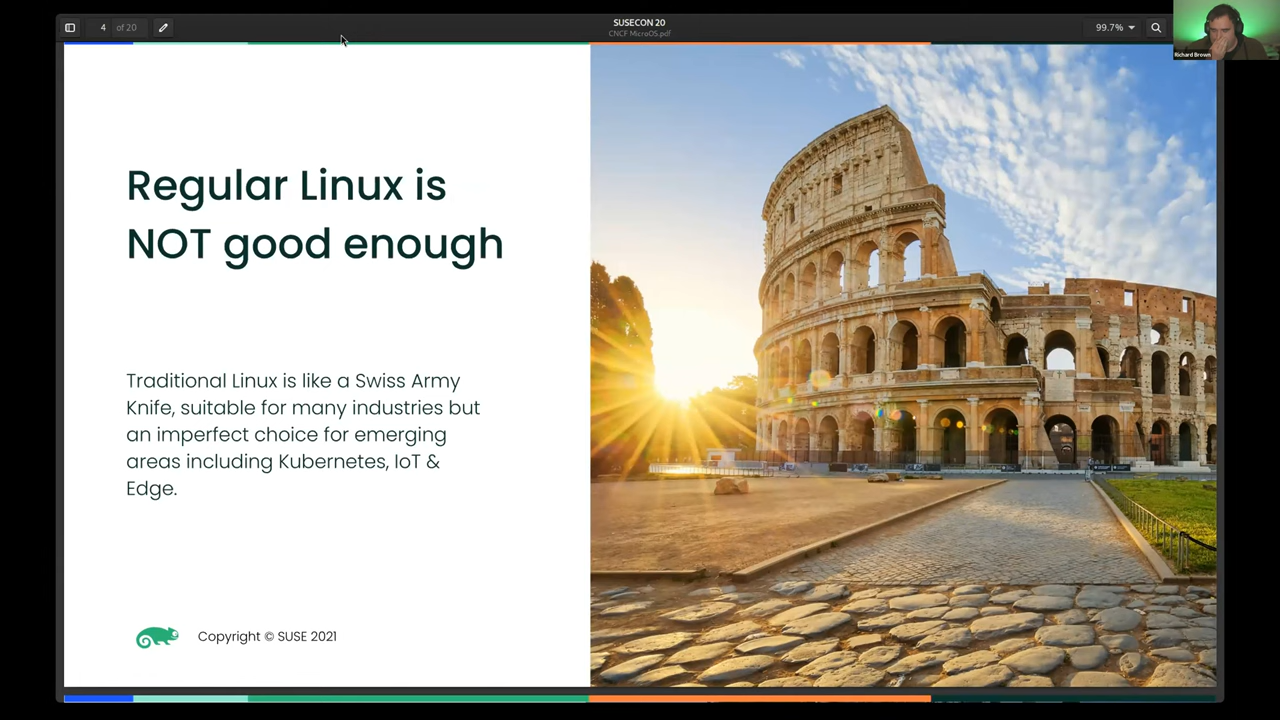 4 of 20
SUSECON 20
CNCF MicroOS.pdf
99.7%
Richard Brown
Regular Linux is
NOT good enough
Traditional Linux is like a Swiss Army
Knife, suitable for many industries but
an imperfect choice for emerging
areas including Kubernetes, IoT &
Edge.
Copyright © SUSE 2021